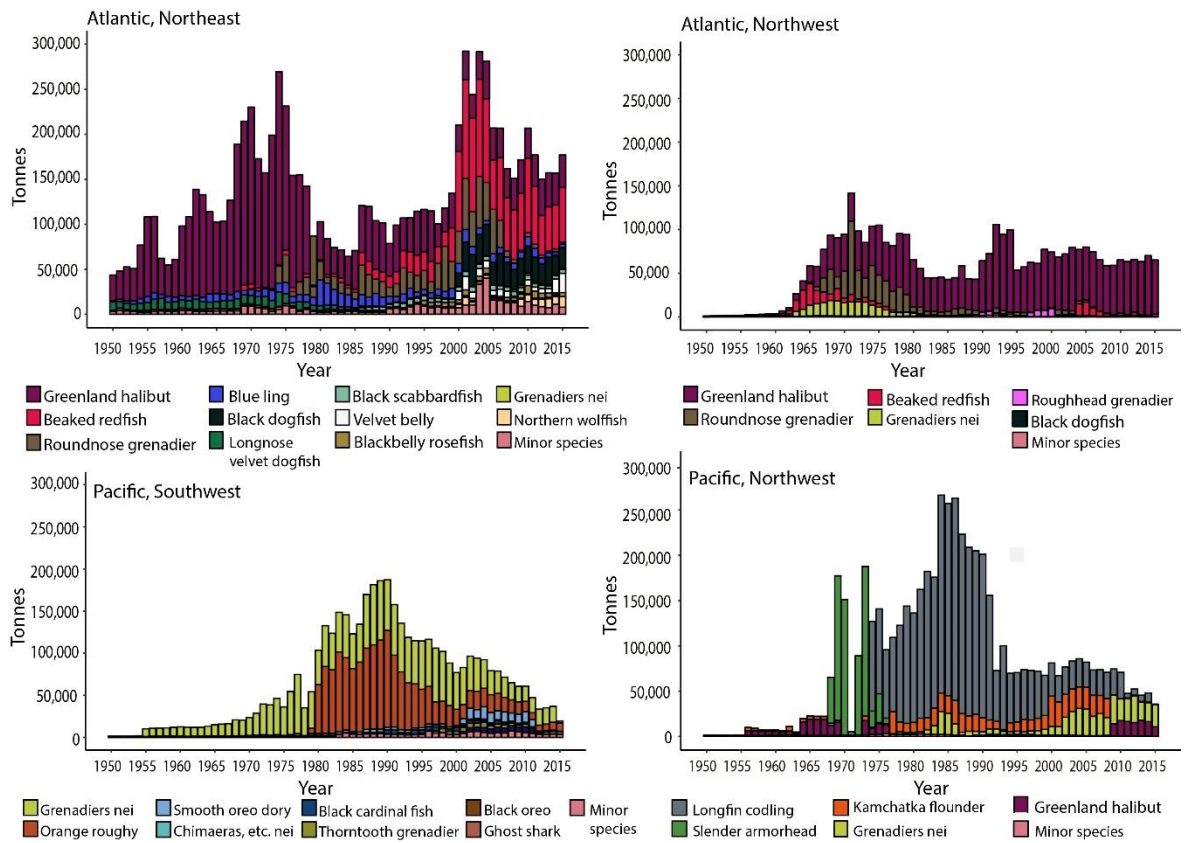 Atlantic, Northeast
300,000
250,000
200,000
150,000
100,000
50,000
0
Tonnes
1950 1955 1960 1965 1970 1975 1980 1985 1990 1995 2000 2005 2010 2015
Year
Greenland halibut
Beaked redfish
Roundnose grenadier
Blue ling
Black dogfish
Longnose
velvet dogfish
Black scabbardfish
Velvet belly
Blackbelly rosefish
Grenadiers nei
Northern wolffish
Minor species
Atlantic, Northwest
300,000
250,000
200,000
150,000
100,000
50,000
0
Tonnes
1950 1955 1960 1965 1970 1975 1980 1985 1990 1995 2000 2005 2010 2015
Year
Greenland halibut
Roundnose grenadier
Beaked redfish
Grenadiers nei
Roughhead grenadier
Black dogfish
Minor species
Pacific, Southwest
300,000
250,000
200,000
150,000
100,000
50,000
0
Tonnes
1950 1955 1960 1965 1970 1975 1980 1985 1990 1995 2000 2005 2010 2015
Year
Grenadiers nei
Orange roughy
Smooth oreo dory
Chimaeras, etc. nei
Black cardinal fish
Thorntooth grenadier
Black oreo
Ghost shark
Minor
species
Pacific, Northwest
300,000
250,000
200,000
150,000
100,000
50,000
0
Tonnes
1950 1955 1960 1965 1970 1975 1980 1985 1990 1995 2000 2005 2010 2015
Year
Longfin codling
Slender armorhead
Kamchatka flounder
Grenadiers nei
Greenland halibut
Minor species